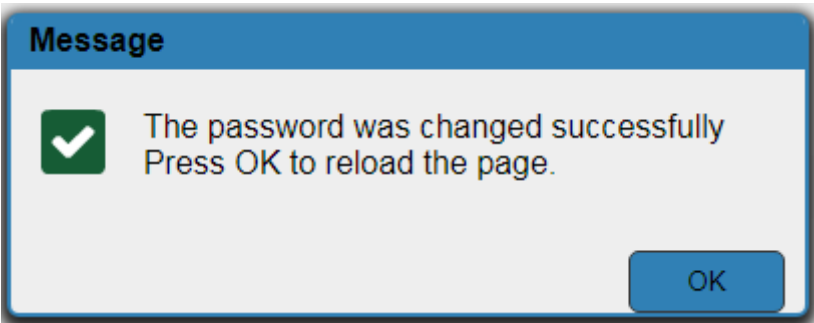 Message
The password was changed successfully
Press OK to reload the page.
OK